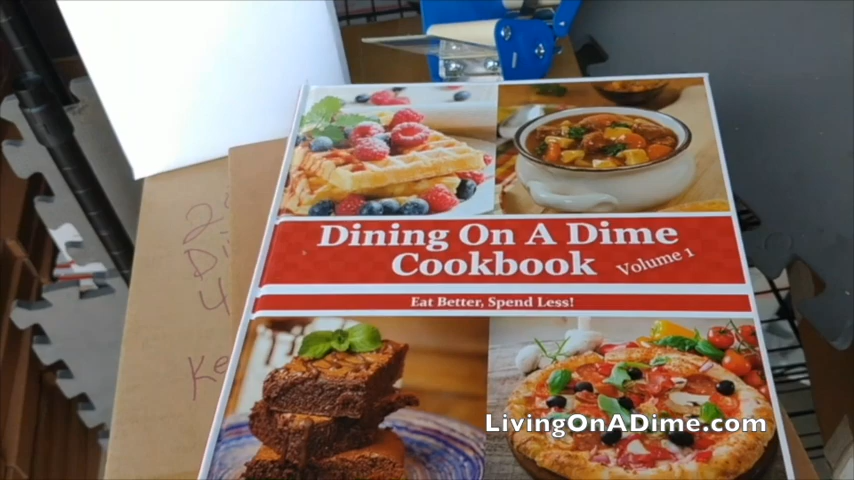 Dining On A Dime
Cookbook Volume 1
Eat Better, Spend Less!
LivingOnADime.com